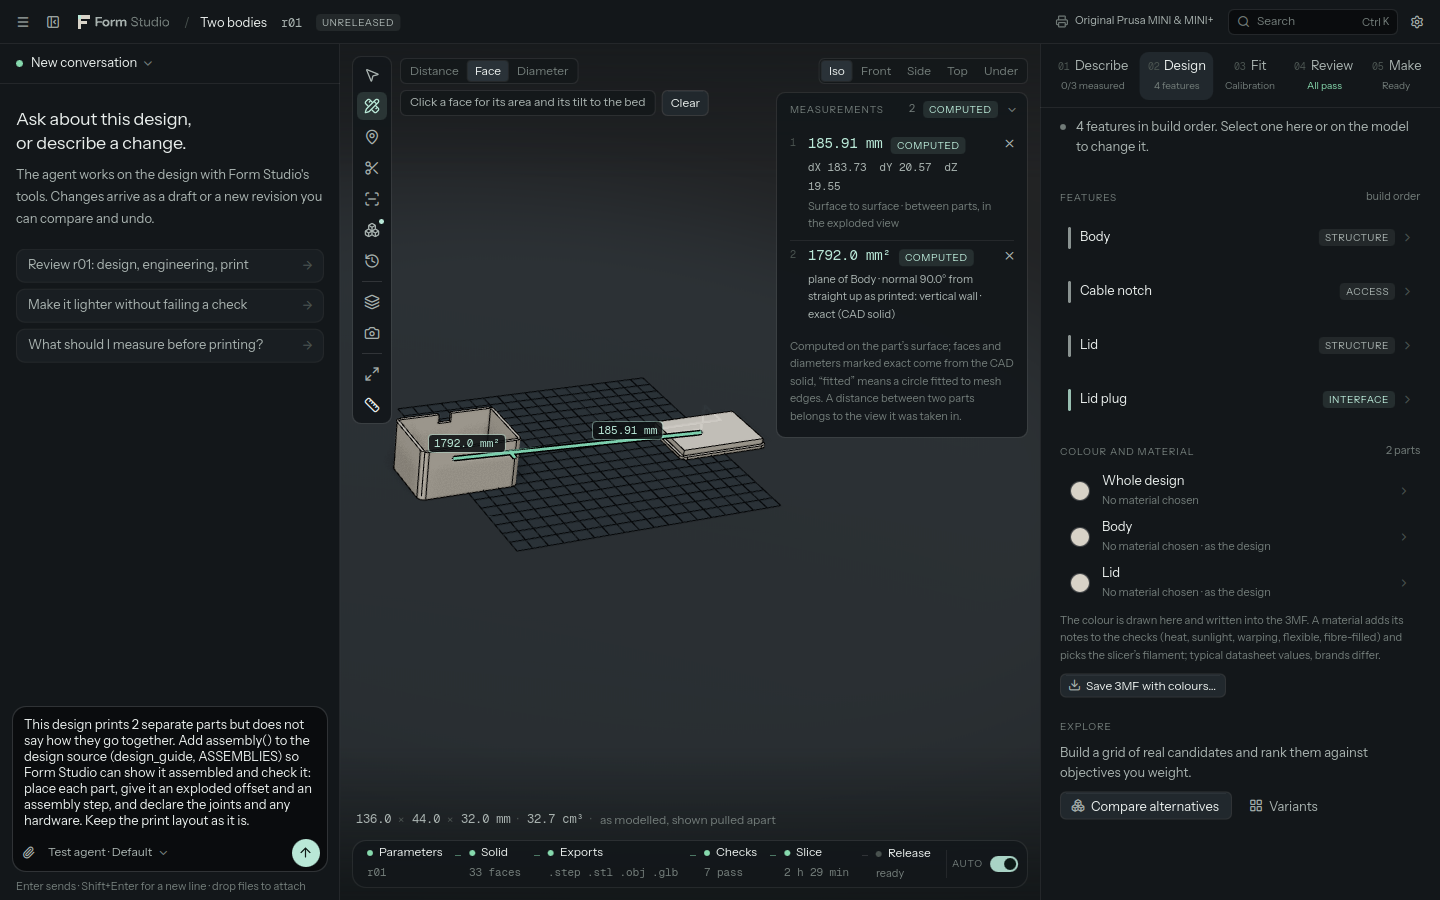 Form Studio / Two bodies r01 UNRELEASED
Original Prusa MINI & MINI+
Search Ctrl K
New conversation
Ask about this design,
or describe a change.
The agent works on the design with Form Studio's
tools. Changes arrive as a draft or a new revision you
can compare and undo.
Review r01: design, engineering, print →
Make it lighter without failing a check →
What should I measure before printing? →
This design prints 2 separate parts but does not
say how they go together. Add assembly() to the
design source (design_guide, ASSEMBLIES) so
Form Studio can show it assembled and check it:
place each part, give it an exploded offset and an
assembly step, and declare the joints and any
hardware. Keep the print layout as it is.
Test agent · Default
Enter sends · Shift+Enter for a new line · drop files to attach
Distance Face Diameter
Click a face for its area and its tilt to the bed Clear
Iso Front Side Top Under
MEASUREMENTS 2 COMPUTED
1 185.91 mm COMPUTED ×
dX 183.73 dY 20.57 dZ
19.55
Surface to surface · between parts, in
the exploded view
2 1792.0 mm² COMPUTED ×
plane of Body · normal 90.0° from
straight up as printed: vertical wall ·
exact (CAD solid)
Computed on the part's surface; faces and
diameters marked exact come from the CAD
solid, “fitted” means a circle fitted to mesh
edges. A distance between two parts
belongs to the view it was taken in.
185.91 mm
1792.0 mm²
136.0 × 44.0 × 32.0 mm · 32.7 cm³ · as modelled, shown pulled apart
Parameters – Solid – Exports – Checks – Slice – Release
r01 33 faces .step .stl .obj .glb 7 pass 2 h 29 min ready
AUTO
01 Describe 02 Design 03 Fit 04 Review 05 Make
0/3 measured 4 features Calibration All pass Ready
4 features in build order. Select one here or on the model
to change it.
FEATURES build order
Body STRUCTURE
Cable notch ACCESS
Lid STRUCTURE
Lid plug INTERFACE
COLOUR AND MATERIAL 2 parts
Whole design
No material chosen
Body
No material chosen · as the design
Lid
No material chosen · as the design
The colour is drawn here and written into the 3MF. A material adds its
notes to the checks (heat, sunlight, warping, flexible, fibre-filled) and
picks the slicer's filament; typical datasheet values, brands differ.
Save 3MF with colours…
EXPLORE
Build a grid of real candidates and rank them against
objectives you weight.
Compare alternatives Variants